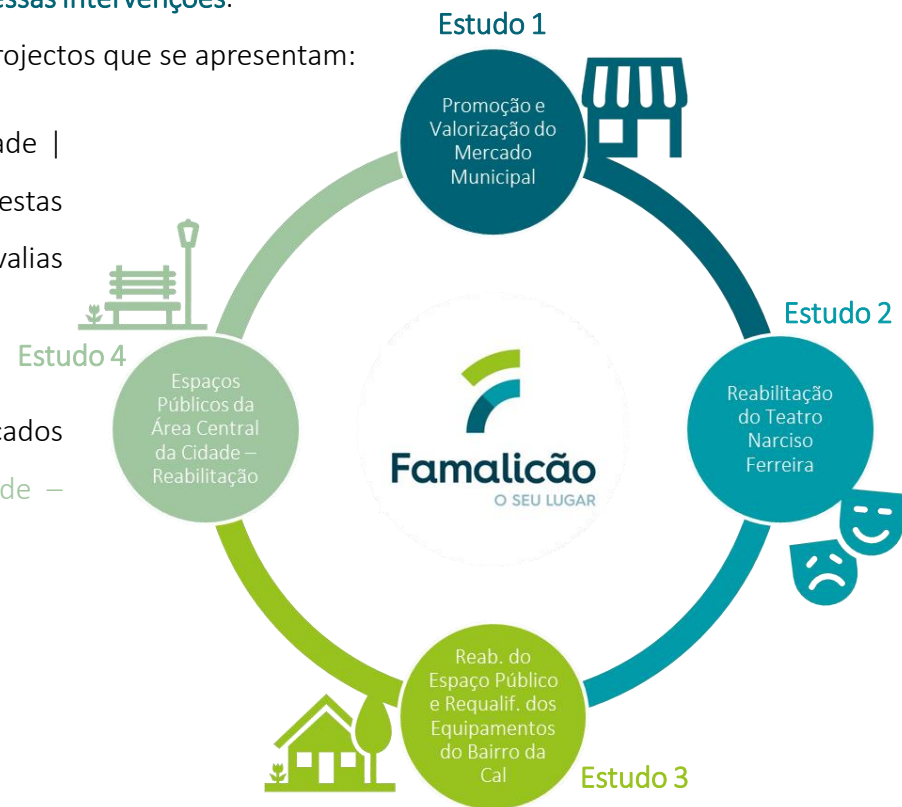 essas intervenções.
rojectos que se apresentam:
ade |
estas
valias
cados
de –
Estudo 1
Promoção e
Valorização do
Mercado
Municipal
Estudo 2
Reabilitação
do Teatro
Narciso
Ferreira
Estudo 3
Reab. do
Espaço Público
e Requalif. dos
Equipamentos
do Bairro da
Cal
Estudo 4
Espaços
Públicos da
Área Central
da Cidade –
Reabilitação
Famalicão
O SEU LUGAR